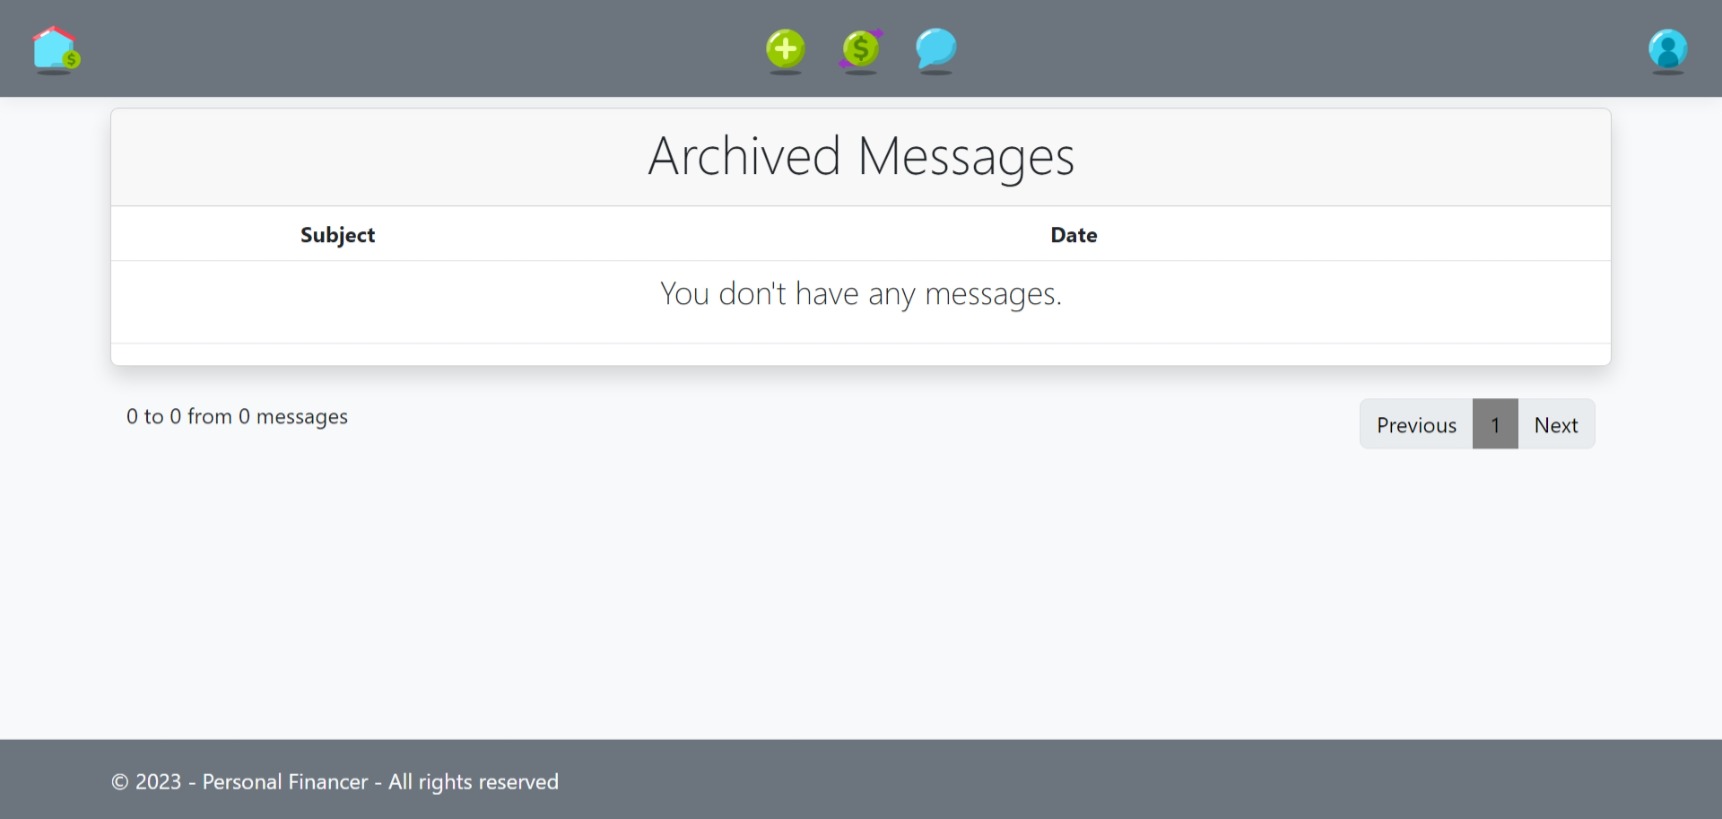 Archived Messages
Subject Date
You don't have any messages.
0 to 0 from 0 messages
Previous 1 Next
© 2023 - Personal Financer - All rights reserved